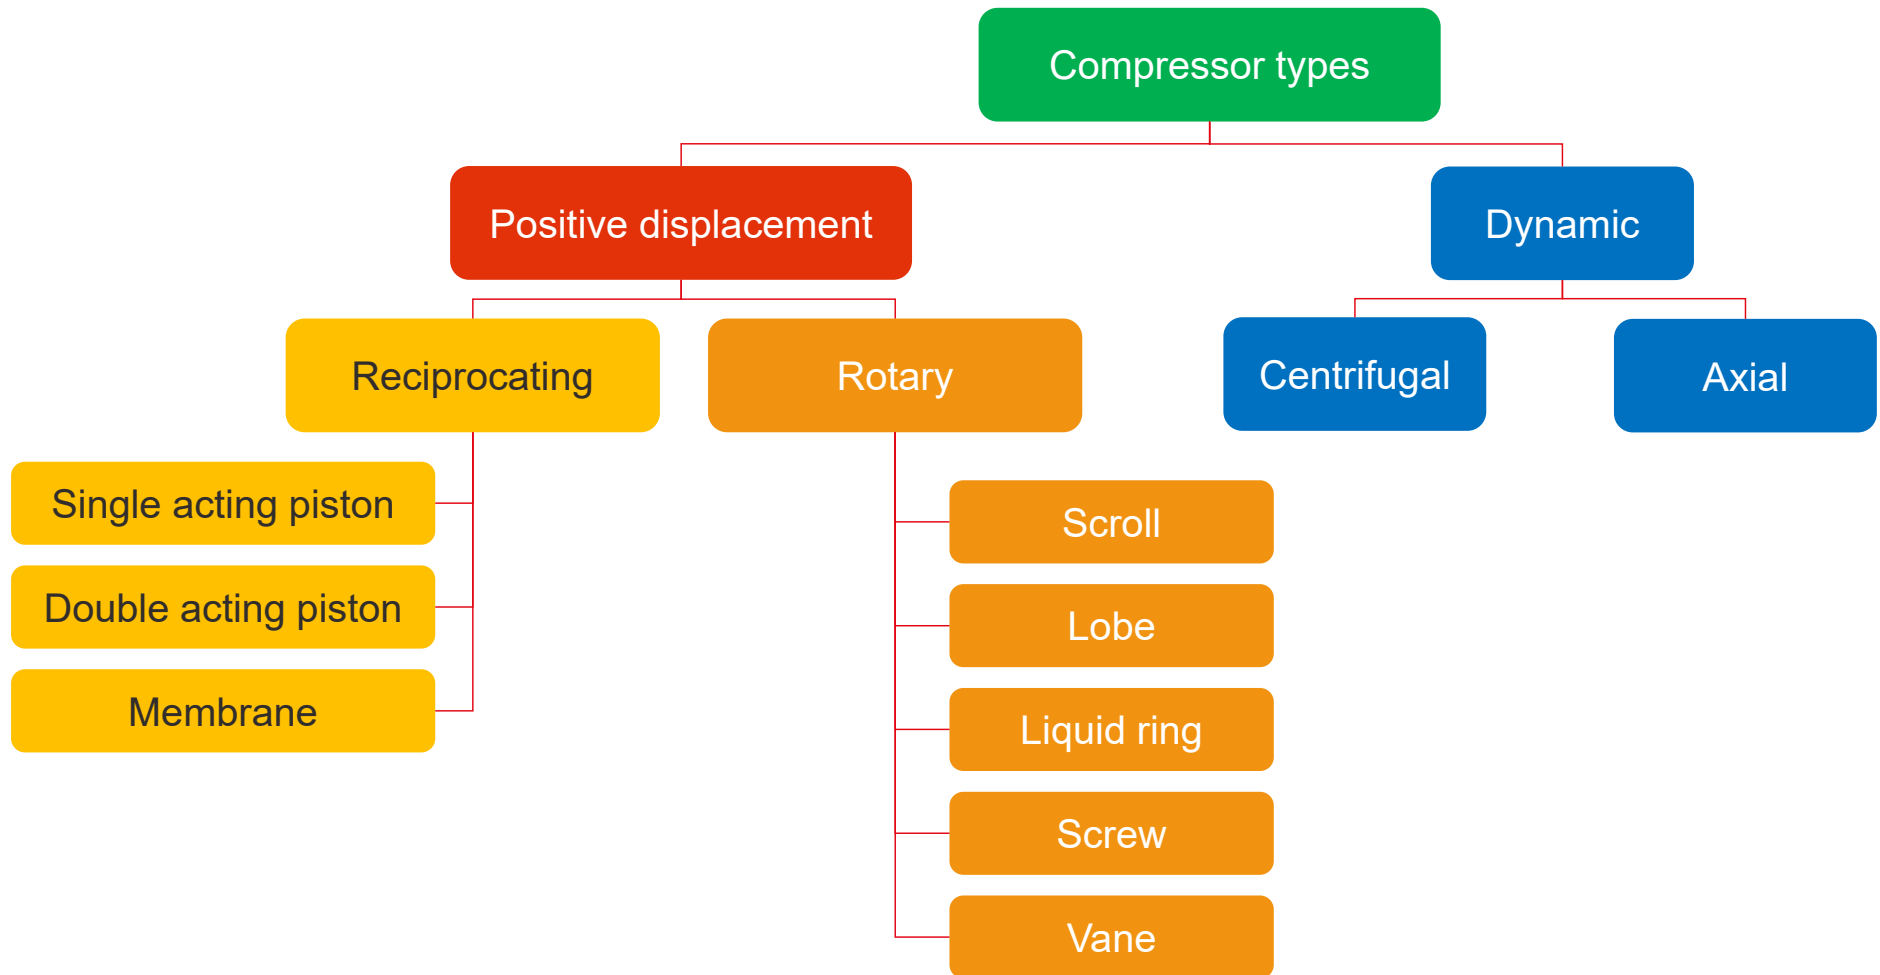 Compressor types
Positive displacement
Dynamic
Reciprocating
Rotary
Centrifugal
Axial
Single acting piston
Double acting piston
Membrane
Scroll
Lobe
Liquid ring
Screw
Vane